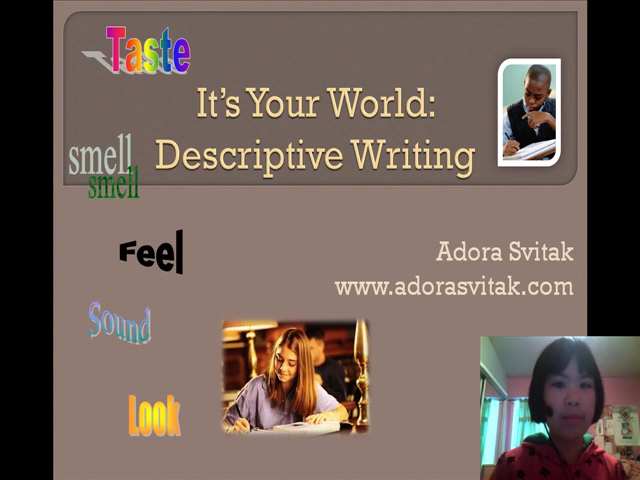 Taste
It's Your World:
Descriptive Writing
smell
smell
Feel
Adora Svitak
www.adorasvitak.com
Sound
Look